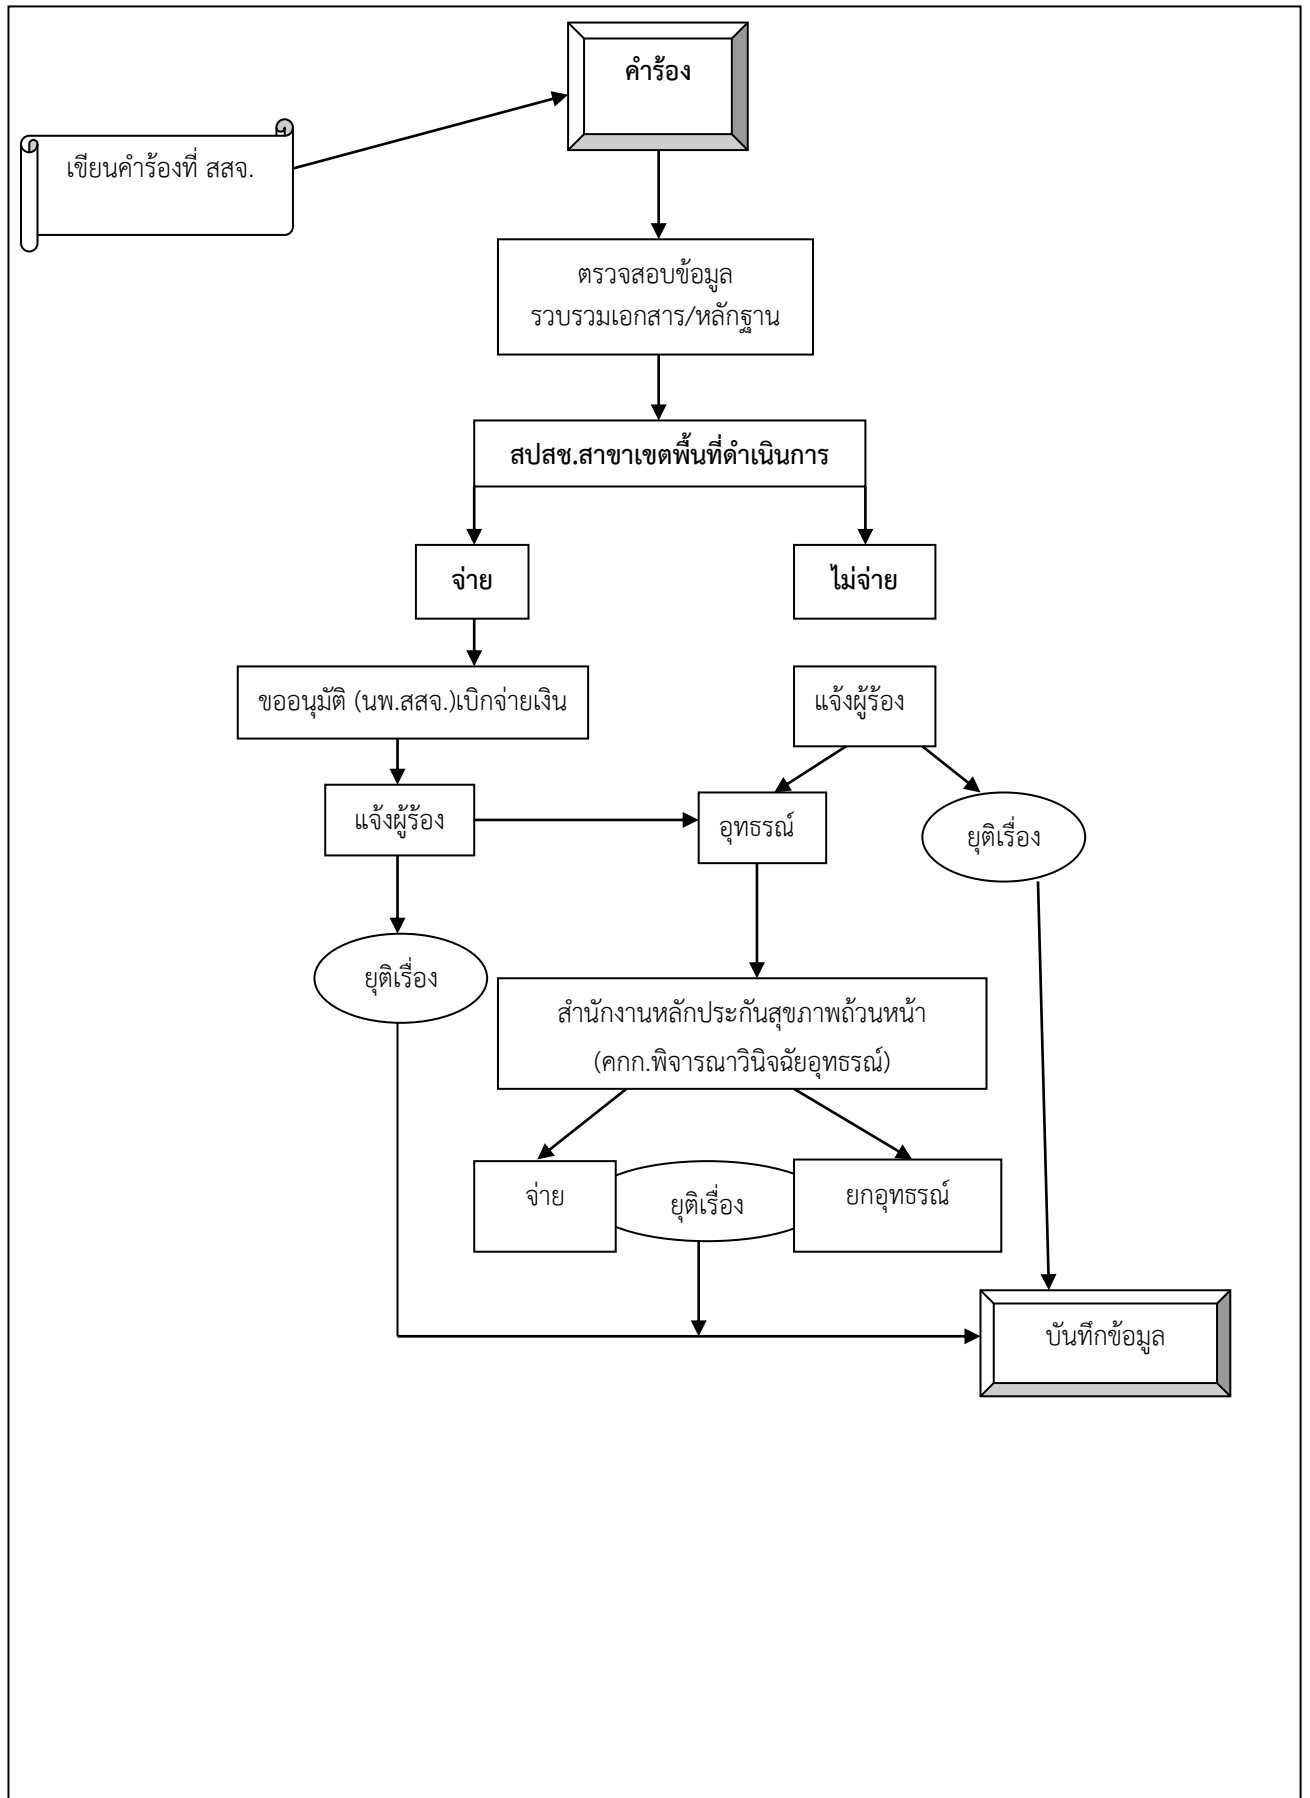 คำร้อง
เขียนคำร้องที่ สสจ.
ตรวจสอบข้อมูล
รวบรวมเอกสาร/หลักฐาน
สปสช.สาขาเขตพื้นที่ดำเนินการ
จ่าย
ไม่จ่าย
ขออนุมัติ (นพ.สสจ.)เบิกจ่ายเงิน
แจ้งผู้ร้อง
แจ้งผู้ร้อง
อุทธรณ์
ยุติเรื่อง
ยุติเรื่อง
สำนักงานหลักประกันสุขภาพถ้วนหน้า
(คกก.พิจารณาวินิจฉัยอุทธรณ์)
จ่าย
ยุติเรื่อง
ยกอุทธรณ์
บันทึกข้อมูล